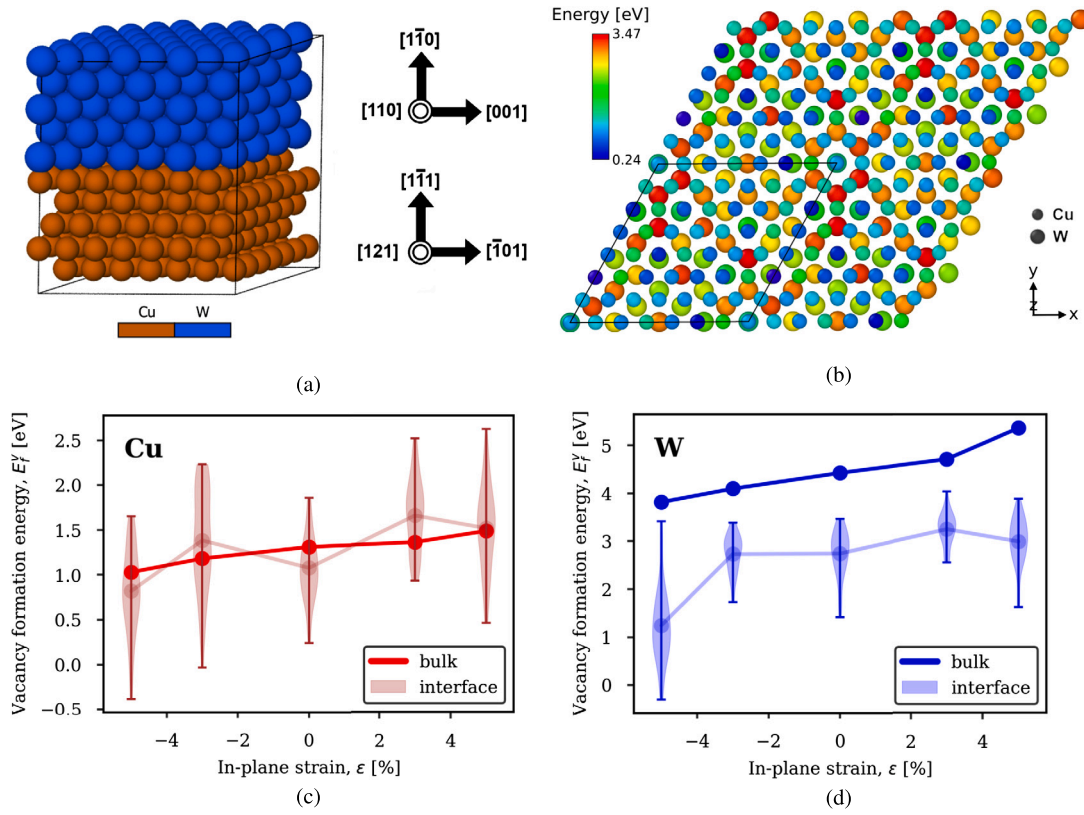 [11̅0]
[110]
[001]
[11̅1]
[121]
[1̅01]
Cu W
(a)
Energy [eV]
3.47
0.24
Cu
W
y
z
x
(b)
Cu
Vacancy formation energy, E_f^v [eV]
2.5
2.0
1.5
1.0
0.5
0.0
−0.5
bulk
interface
−4 −2 0 2 4
In-plane strain, ε [%]
(c)
W
Vacancy formation energy, E_f^v [eV]
5
4
3
2
1
0
bulk
interface
−4 −2 0 2 4
In-plane strain, ε [%]
(d)